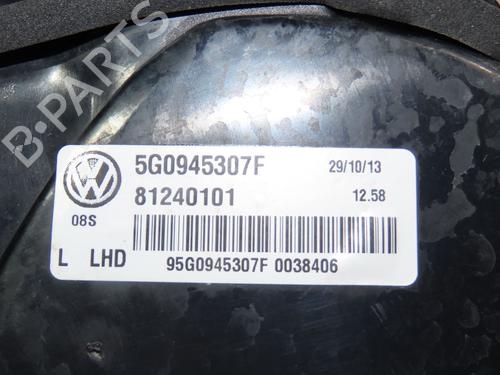 B-PARTS
5G0945307F 29/10/13
81240101 12.58
08S
L LHD
95G0945307F 0038406